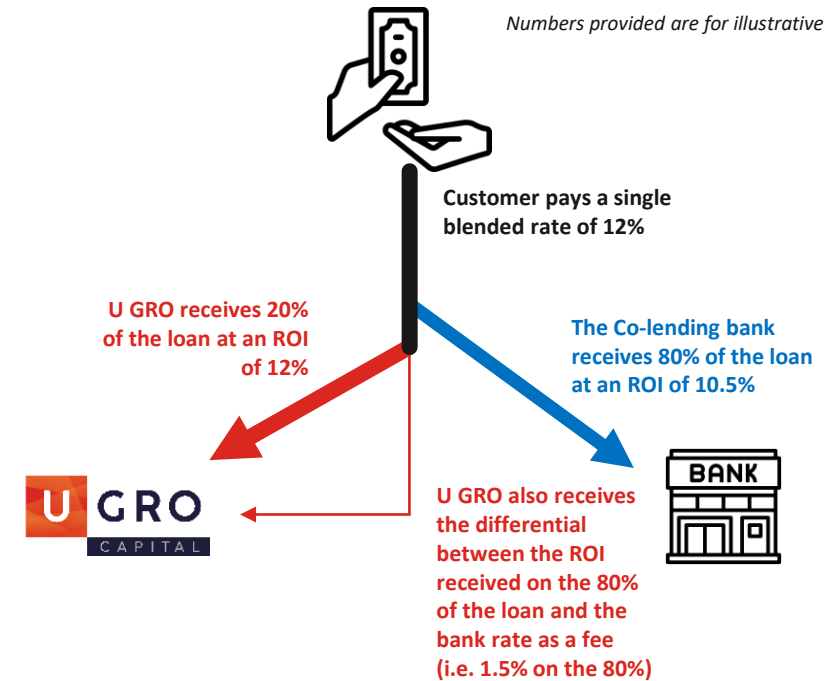 Numbers provided are for illustrative
Customer pays a single
blended rate of 12%
U GRO receives 20%
of the loan at an ROI
of 12%
The Co-lending bank
receives 80% of the loan
at an ROI of 10.5%
BANK
U GRO
CAPITAL
U GRO also receives
the differential
between the ROI
received on the 80%
of the loan and the
bank rate as a fee
(i.e. 1.5% on the 80%)